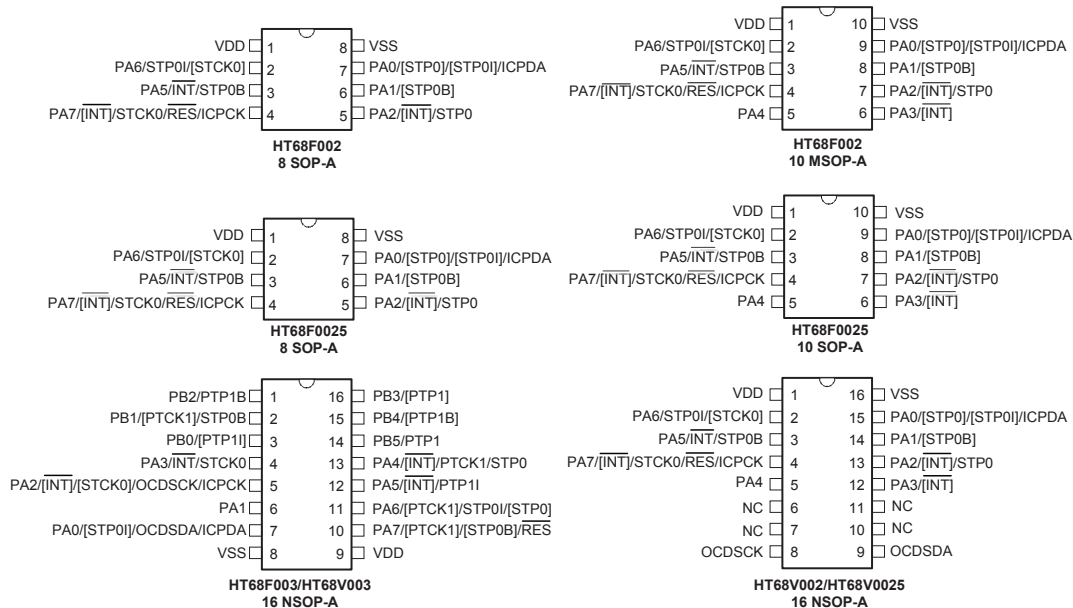 VDD 1 8 VSS
PA6/STP0I/[STCK0] 2 7 PA0/[STP0]/[STP0I]/ICPDA
PA5/INT/STP0B 3 6 PA1/[STP0B]
PA7/[INT]/STCK0/RES/ICPCK 4 5 PA2/[INT]/STP0
HT68F002
8 SOP-A
VDD 1 10 VSS
PA6/STP0I/[STCK0] 2 9 PA0/[STP0]/[STP0I]/ICPDA
PA5/INT/STP0B 3 8 PA1/[STP0B]
PA7/[INT]/STCK0/RES/ICPCK 4 7 PA2/[INT]/STP0
PA4 5 6 PA3/[INT]
HT68F002
10 MSOP-A
VDD 1 8 VSS
PA6/STP0I/[STCK0] 2 7 PA0/[STP0]/[STP0I]/ICPDA
PA5/INT/STP0B 3 6 PA1/[STP0B]
PA7/[INT]/STCK0/RES/ICPCK 4 5 PA2/[INT]/STP0
HT68F0025
8 SOP-A
VDD 1 10 VSS
PA6/STP0I/[STCK0] 2 9 PA0/[STP0]/[STP0I]/ICPDA
PA5/INT/STP0B 3 8 PA1/[STP0B]
PA7/[INT]/STCK0/RES/ICPCK 4 7 PA2/[INT]/STP0
PA4 5 6 PA3/[INT]
HT68F0025
10 SOP-A
PB2/PTP1B 1 16 PB3/[PTP1]
PB1/[PTCK1]/STP0B 2 15 PB4/[PTP1B]
PB0/[PTP1I] 3 14 PB5/PTP1
PA3/INT/STCK0 4 13 PA4/[INT]/PTCK1/STP0
PA2/[INT]/[STCK0]/OCDSCK/ICPCK 5 12 PA5/[INT]/PTP1I
PA1 6 11 PA6/[PTCK1]/STP0I/[STP0]
PA0/[STP0I]/OCDSDA/ICPDA 7 10 PA7/[PTCK1]/[STP0B]/RES
VSS 8 9 VDD
HT68F003/HT68V003
16 NSOP-A
VDD 1 16 VSS
PA6/STP0I/[STCK0] 2 15 PA0/[STP0]/[STP0I]/ICPDA
PA5/INT/STP0B 3 14 PA1/[STP0B]
PA7/[INT]/STCK0/RES/ICPCK 4 13 PA2/[INT]/STP0
PA4 5 12 PA3/[INT]
NC 6 11 NC
NC 7 10 NC
OCDSCK 8 9 OCDSDA
HT68V002/HT68V0025
16 NSOP-A